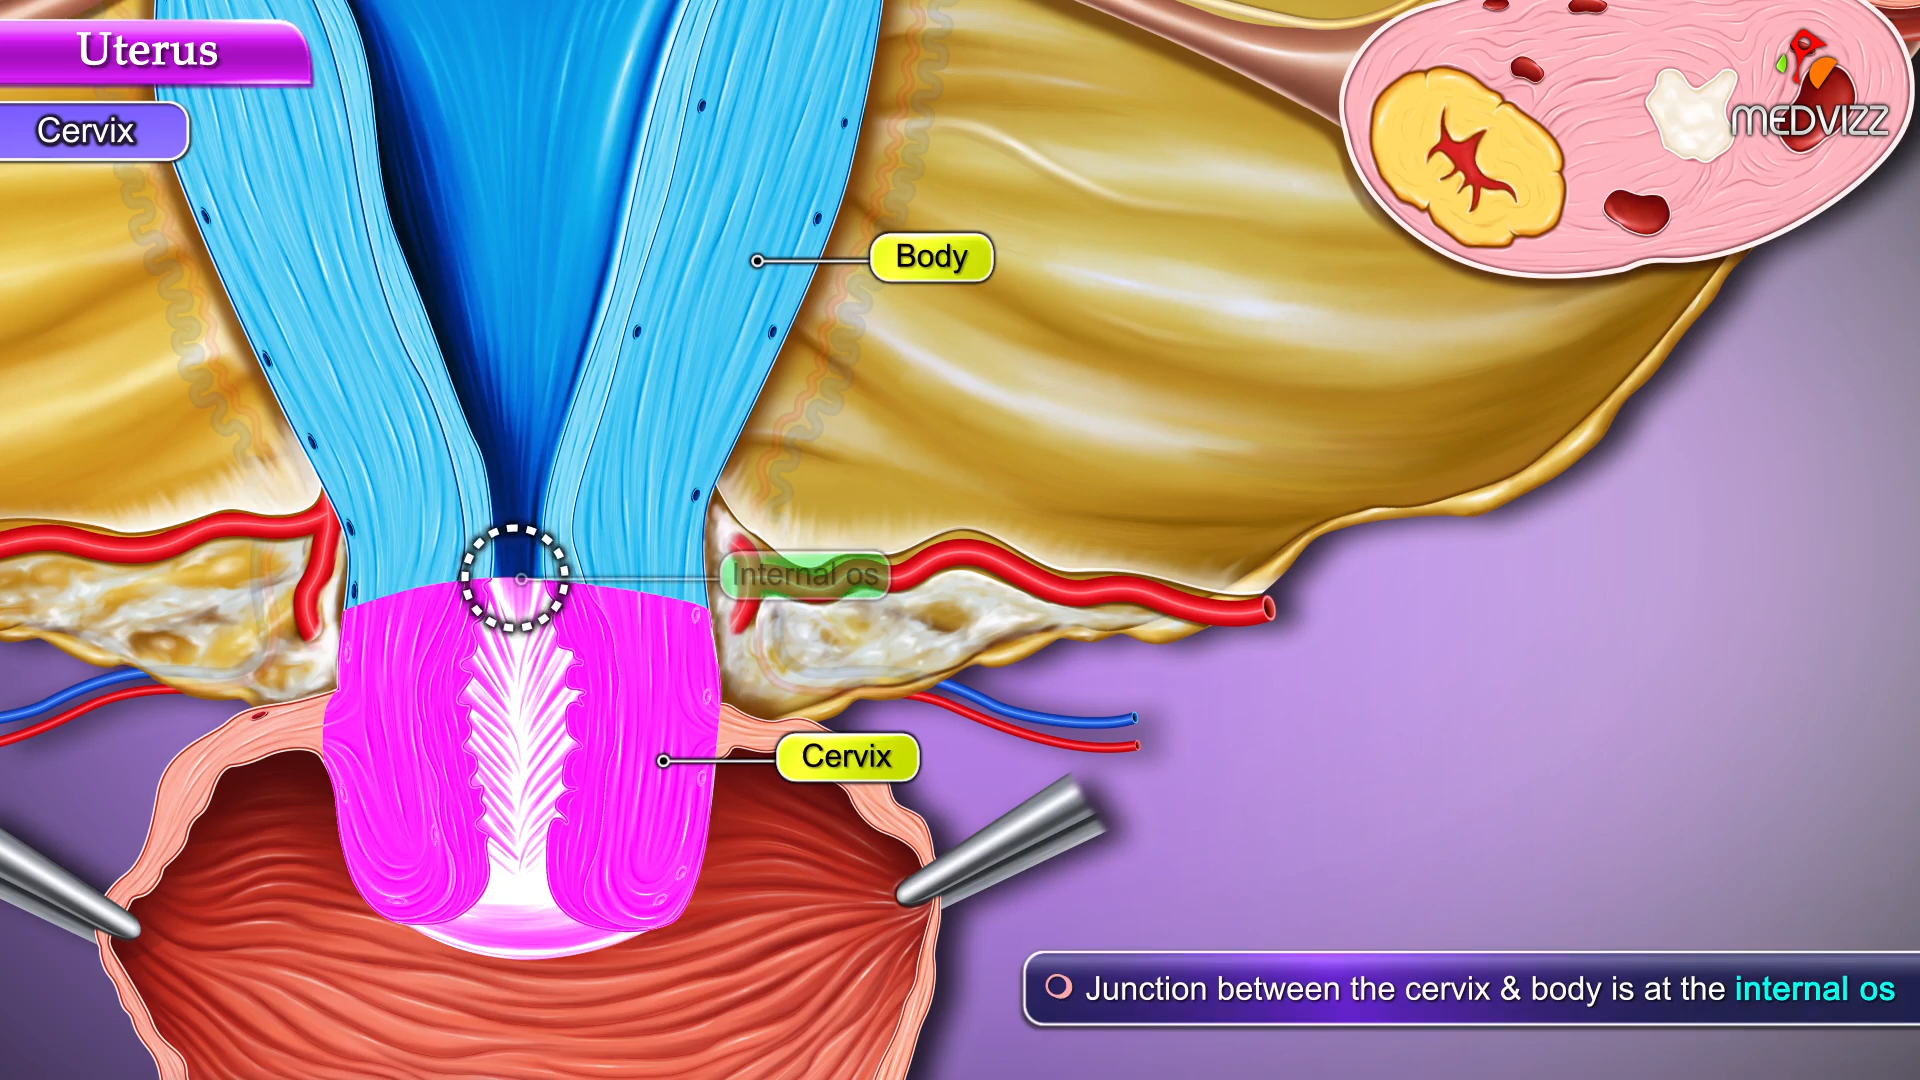 Uterus
Cervix
MEDVIZZ
Body
Internal os
Cervix
Junction between the cervix & body is at the internal os